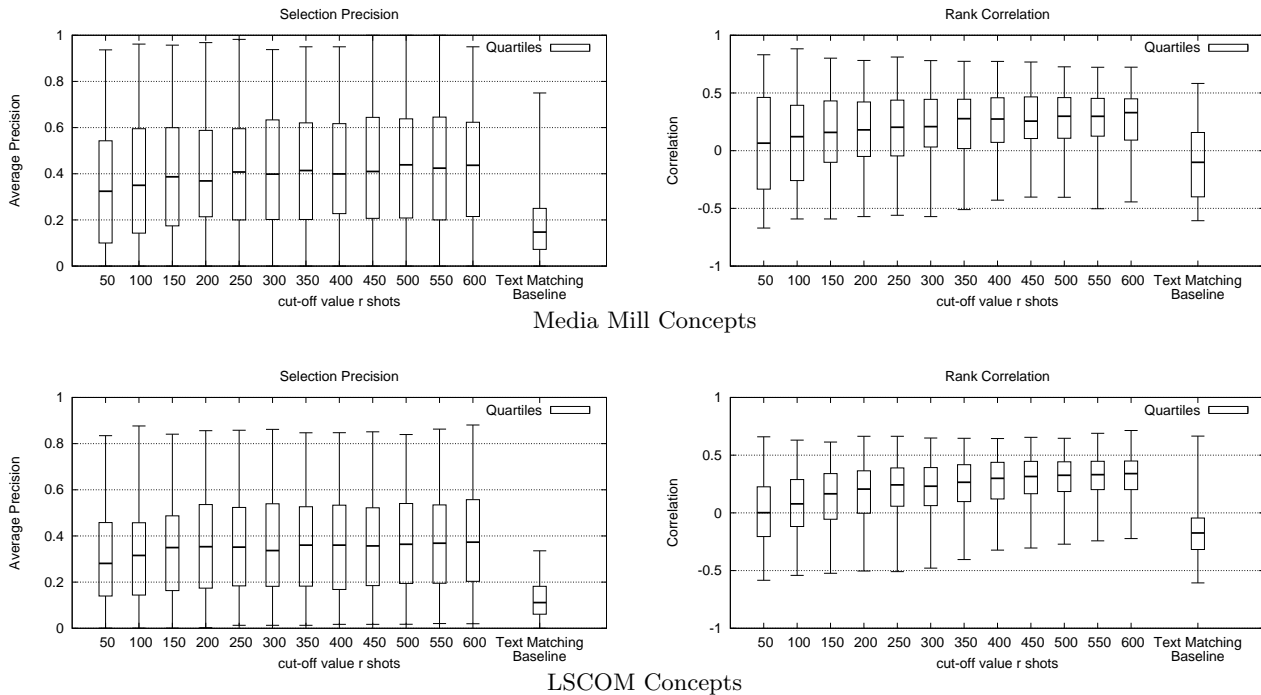 Selection Precision
Average Precision
1
0.8
0.6
0.4
0.2
0
Quartiles
50 100 150 200 250 300 350 400 450 500 550 600 Text Matching
Baseline
cut-off value r shots
Rank Correlation
Correlation
1
0.5
0
-0.5
-1
Quartiles
50 100 150 200 250 300 350 400 450 500 550 600 Text Matching
Baseline
cut-off value r shots
Media Mill Concepts
Selection Precision
Average Precision
1
0.8
0.6
0.4
0.2
0
Quartiles
50 100 150 200 250 300 350 400 450 500 550 600 Text Matching
Baseline
cut-off value r shots
Rank Correlation
Correlation
1
0.5
0
-0.5
-1
Quartiles
50 100 150 200 250 300 350 400 450 500 550 600 Text Matching
Baseline
cut-off value r shots
LSCOM Concepts